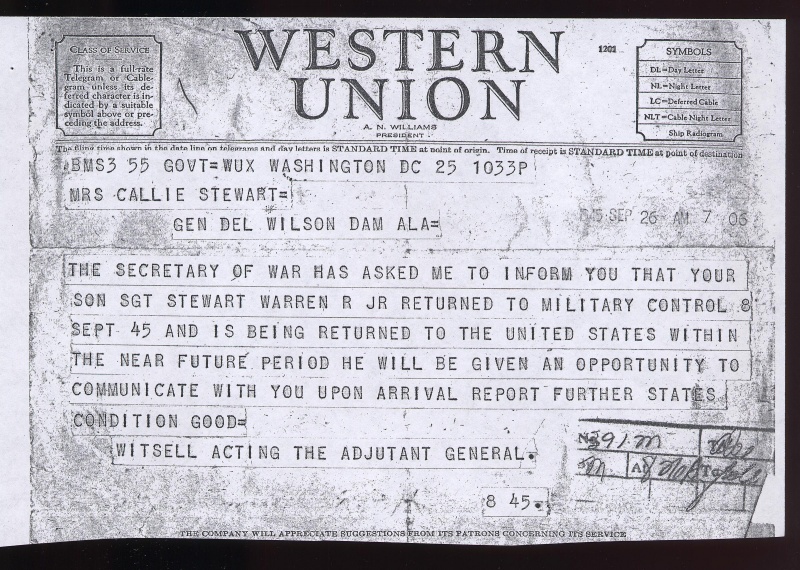 CLASS OF SERVICE
This is a full-rate
Telegram or Cable-
gram unless its de-
ferred character is in-
dicated by a suitable
symbol above or pre-
ceding the address.
WESTERN
UNION
A. N. WILLIAMS
PRESIDENT
1201
SYMBOLS
DL=Day Letter
NL=Night Letter
LC=Deferred Cable
NLT=Cable Night Letter
Ship Radiogram
The filing time shown in the date line on telegrams and day letters is STANDARD TIME at point of origin. Time of receipt is STANDARD TIME at point of destination
BMS3 55 GOVT=WUX WASHINGTON DC 25 1033P
MRS CALLIE STEWART=
GEN DEL WILSON DAM ALA=
SEP 26 AM 7 06
THE SECRETARY OF WAR HAS ASKED ME TO INFORM YOU THAT YOUR
SON SGT STEWART WARREN R JR RETURNED TO MILITARY CONTROL 8
SEPT 45 AND IS BEING RETURNED TO THE UNITED STATES WITHIN
THE NEAR FUTURE PERIOD HE WILL BE GIVEN AN OPPORTUNITY TO
COMMUNICATE WITH YOU UPON ARRIVAL REPORT FURTHER STATES
CONDITION GOOD=
WITSELL ACTING THE ADJUTANT GENERAL.
8 45.
THE COMPANY WILL APPRECIATE SUGGESTIONS FROM ITS PATRONS CONCERNING ITS SERVICE